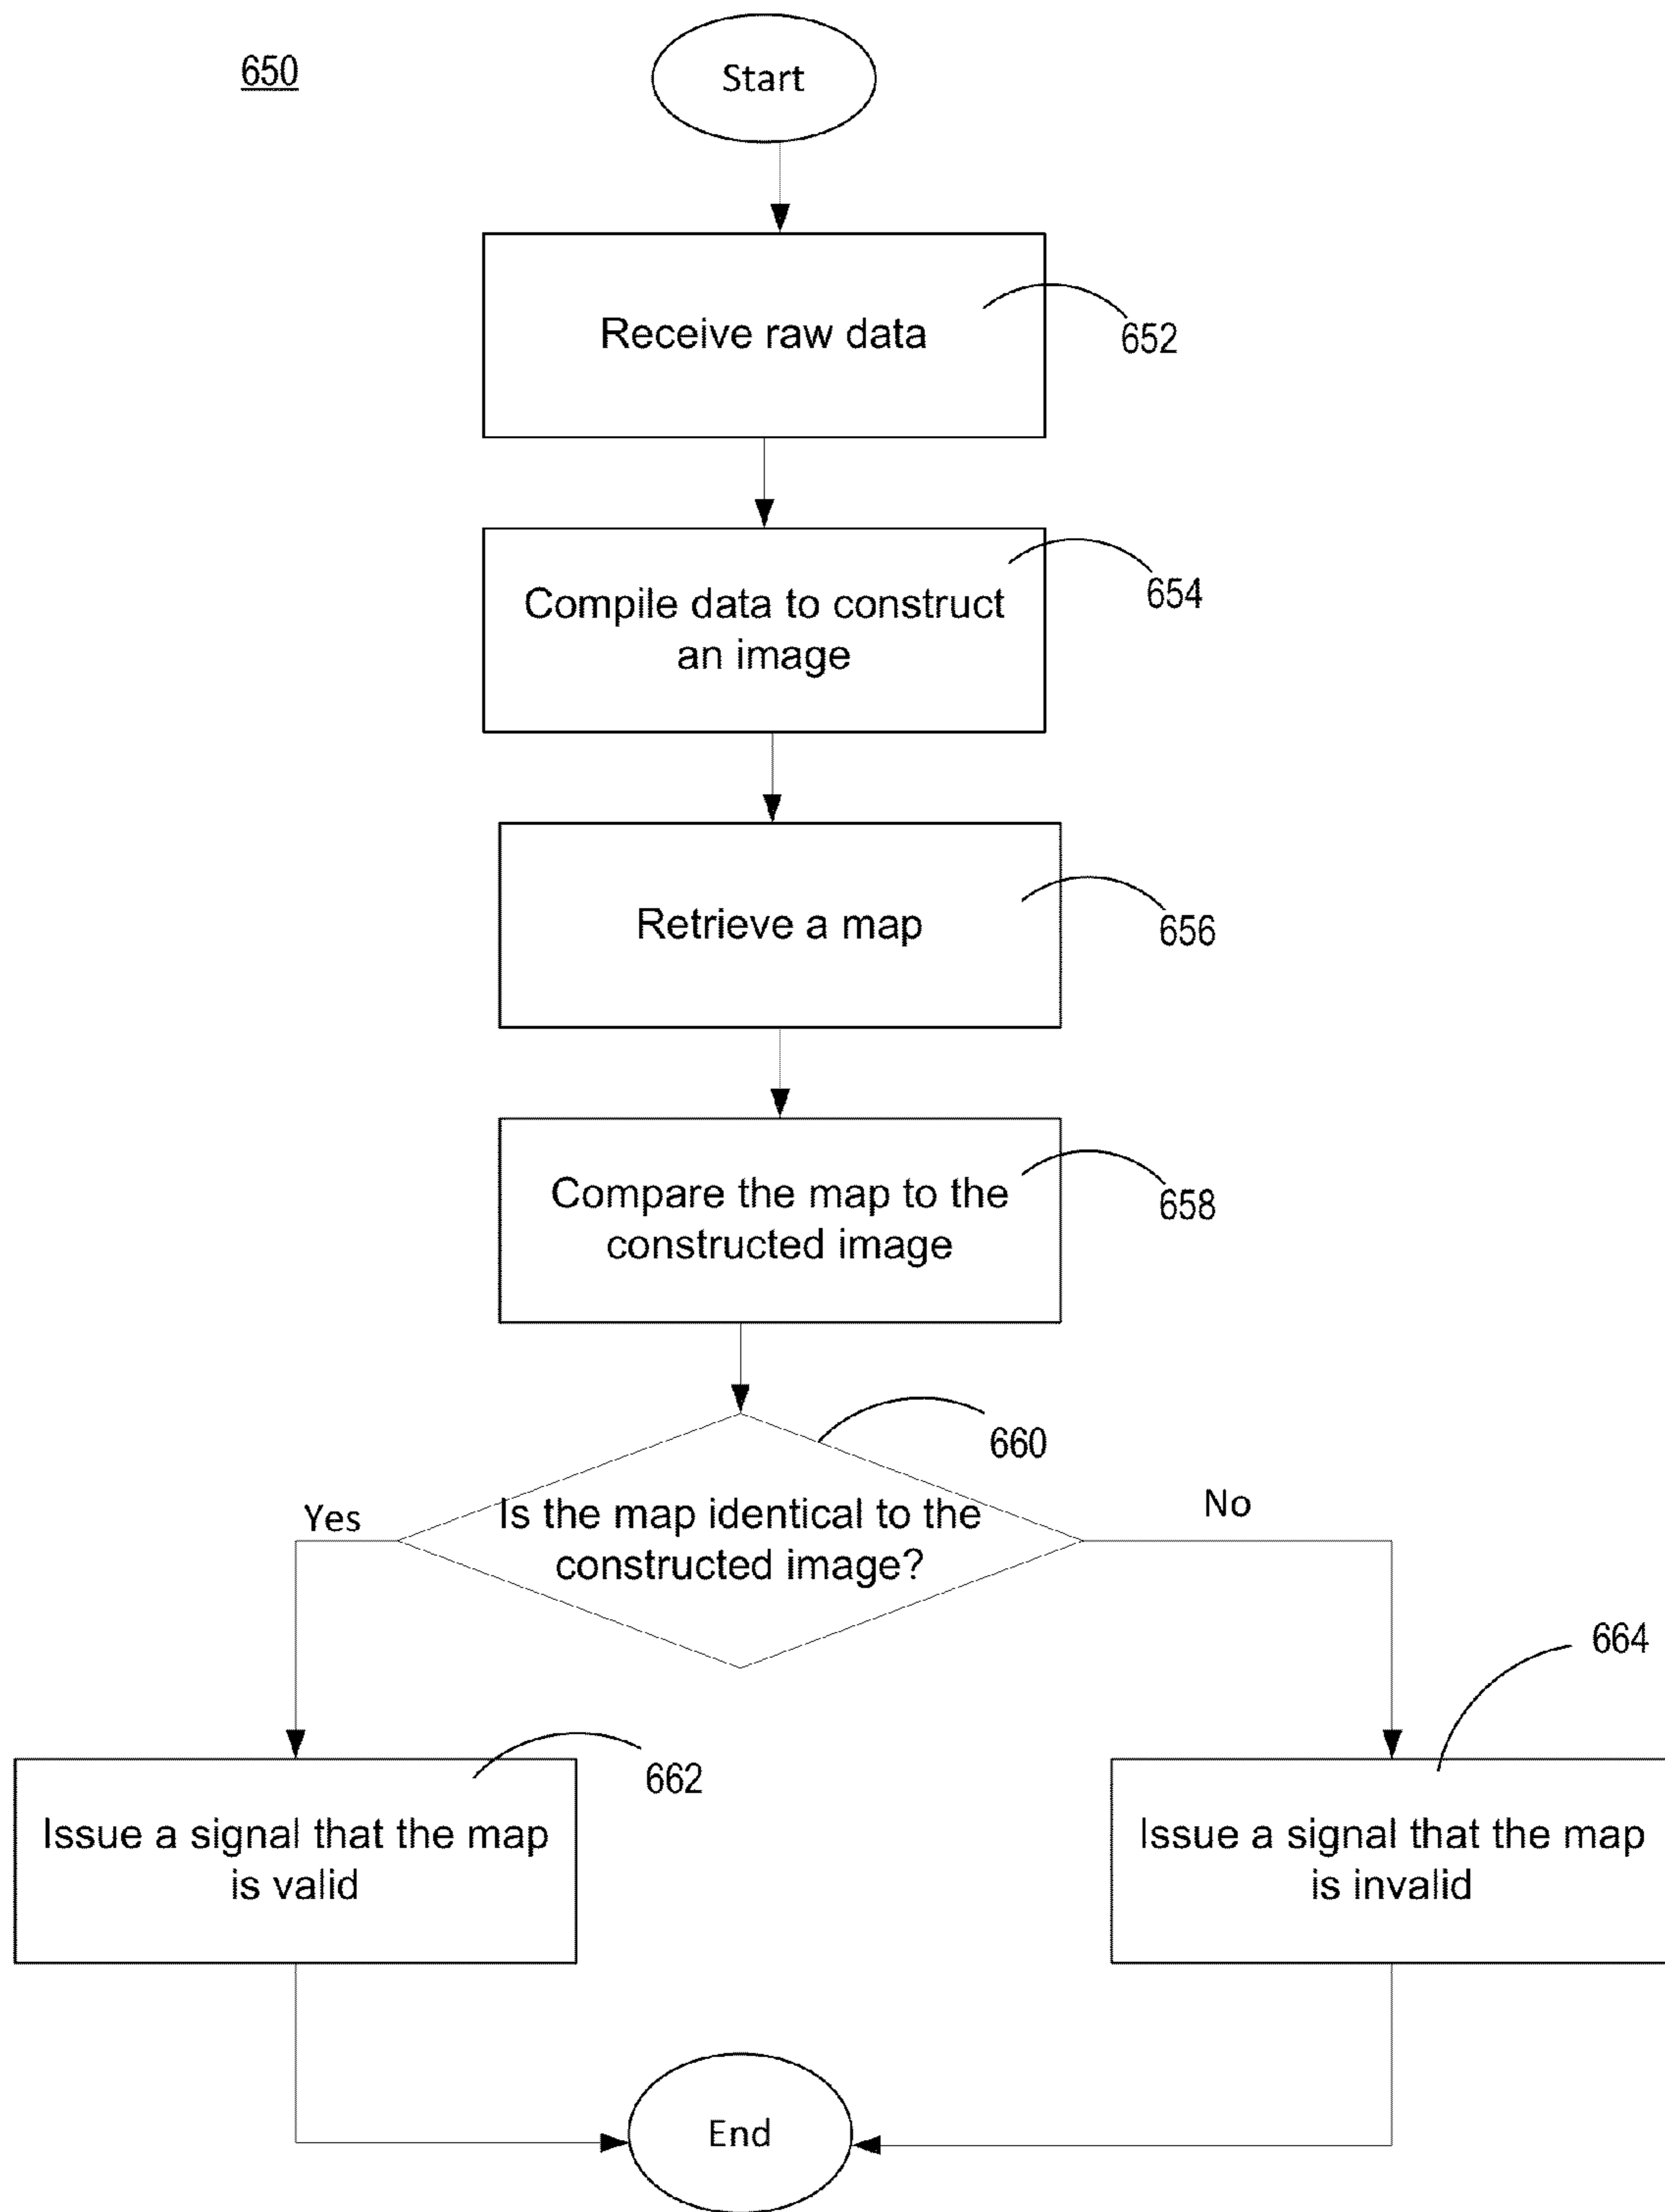 650
Start
Receive raw data
652
Compile data to construct
an image
654
Retrieve a map
656
Compare the map to the
constructed image
658
660
Yes
Is the map identical to the
constructed image?
No
662
664
Issue a signal that the map
is valid
Issue a signal that the map
is invalid
End